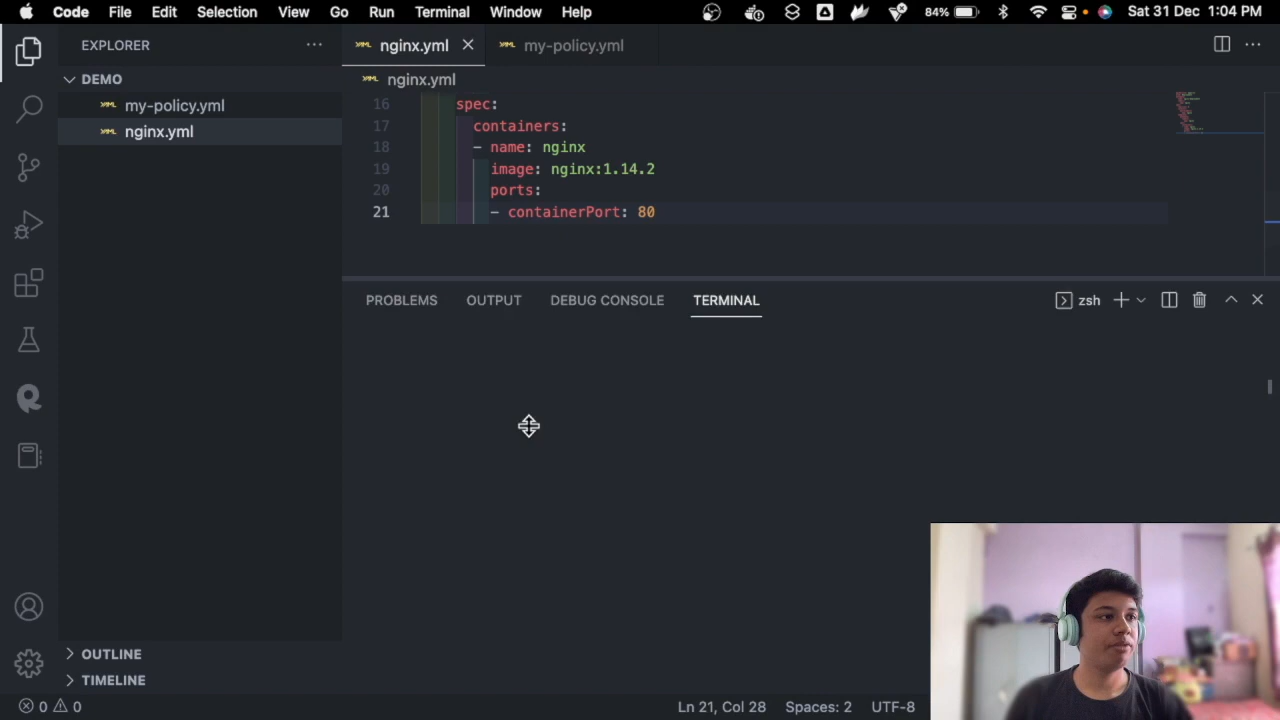 Code File Edit Selection View Go Run Terminal Window Help 84% Sat 31 Dec 1:04 PM
EXPLORER
nginx.yml
my-policy.yml
DEMO
my-policy.yml
nginx.yml
nginx.yml
16 spec:
17 containers:
18 - name: nginx
19 image: nginx:1.14.2
20 ports:
21 - containerPort: 80
PROBLEMS OUTPUT DEBUG CONSOLE TERMINAL
zsh
OUTLINE
TIMELINE
0 0
Ln 21, Col 28 Spaces: 2 UTF-8